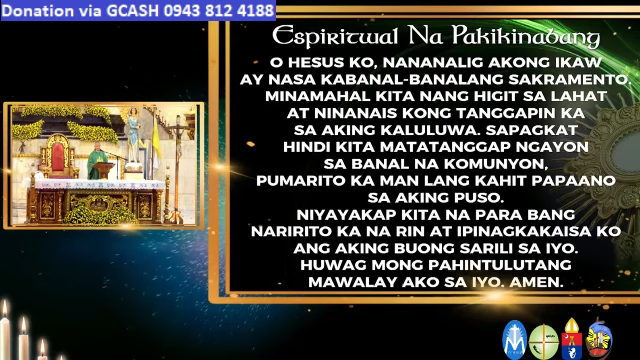 Donation via GCASH 0943 812 4188
Espiritwal Na Pakikinabang
O HESUS KO, NANANALIG AKONG IKAW
AY NASA KABANAL-BANALANG SAKRAMENTO,
MINAMAHAL KITA NANG HIGIT SA LAHAT
AT NINANAIS KONG TANGGAPIN KA
SA AKING KALULUWA. SAPAGKAT
HINDI KITA MATATANGGAP NGAYON
SA BANAL NA KOMUNYON,
PUMARITO KA MAN LANG KAHIT PAPAANO
SA AKING PUSO.
NIYAYAKAP KITA NA PARA BANG
NARIRITO KA NA RIN AT IPINAGKAKAISA KO
ANG AKING BUONG SARILI SA IYO.
HUWAG MONG PAHINTULUTANG
MAWALAY AKO SA IYO. AMEN.